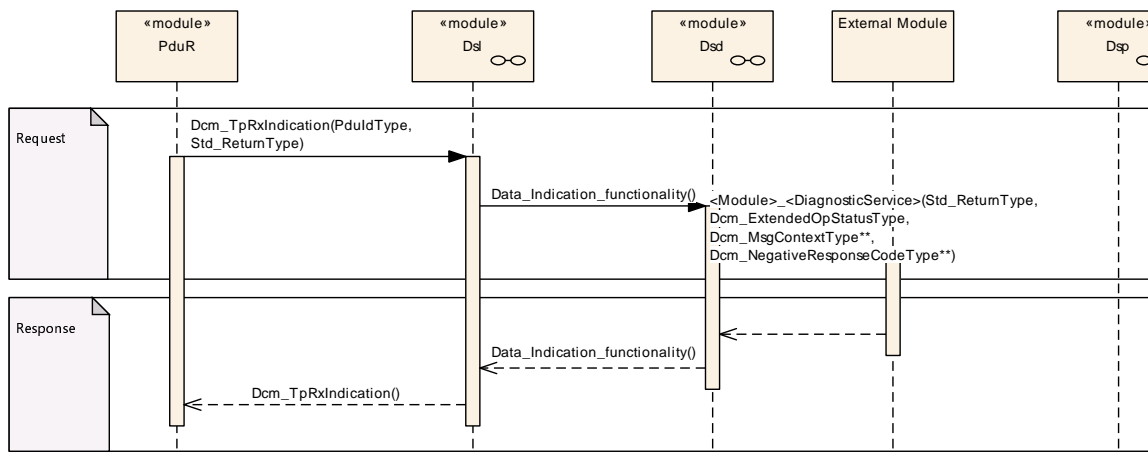 «module»
PduR
«module»
Dsl
«module»
Dsd
External Module
«module»
Dsp
Request
Dcm_TpRxIndication(PduIdType,
Std_ReturnType)
Data_Indication_functionality()
<Module>_<DiagnosticService>(Std_ReturnType,
Dcm_ExtendedOpStatusType,
Dcm_MsgContextType**,
Dcm_NegativeResponseCodeType**)
Response
Data_Indication_functionality()
Dcm_TpRxIndication()